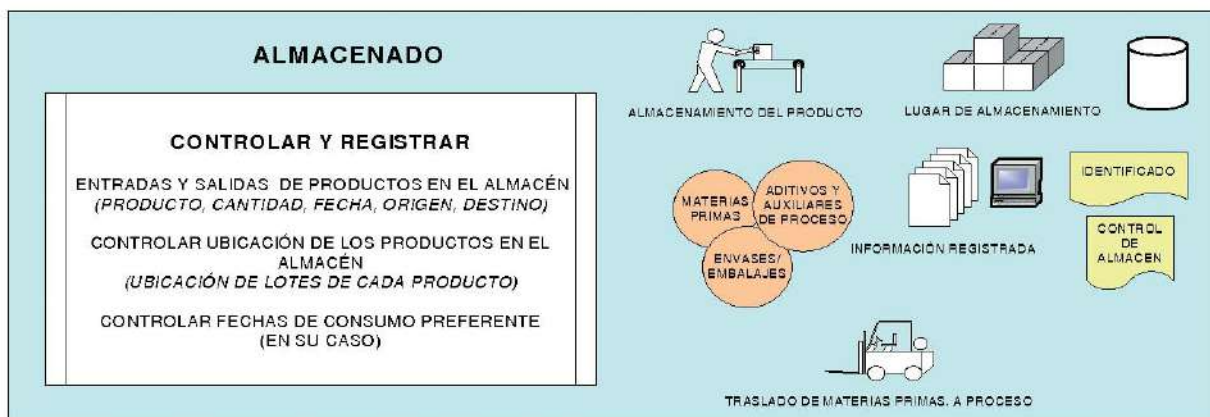 ALMACENADO
CONTROLAR Y REGISTRAR
ENTRADAS Y SALIDAS DE PRODUCTOS EN EL ALMACÉN
(PRODUCTO, CANTIDAD, FECHA, ORIGEN, DESTINO)
CONTROLAR UBICACIÓN DE LOS PRODUCTOS EN EL
ALMACÉN
(UBICACIÓN DE LOTES DE CADA PRODUCTO)
CONTROLAR FECHAS DE CONSUMO PREFERENTE
(EN SU CASO)
ALMACENAMIENTO DEL PRODUCTO
LUGAR DE ALMACENAMIENTO
MATERIAS
PRIMAS
ADITIVOS Y
AUXILIARES
DE PROCESO
ENVASES/
EMBALAJES
INFORMACIÓN REGISTRADA
IDENTIFICADO
CONTROL
DE
ALMACEN
TRASLADO DE MATERIAS PRIMAS. A PROCESO